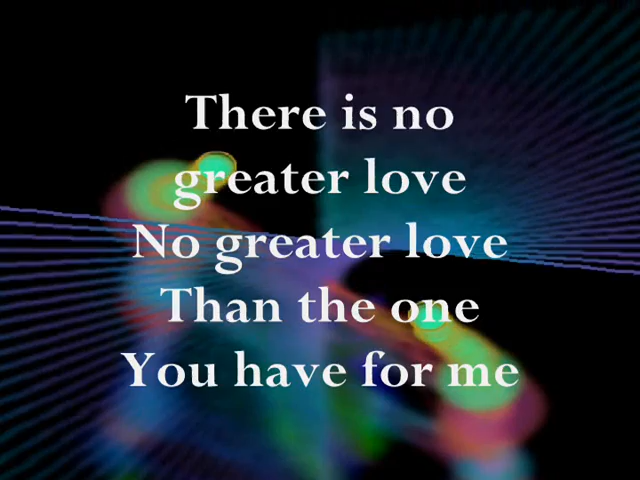 There is no
greater love
No greater love
Than the one
You have for me